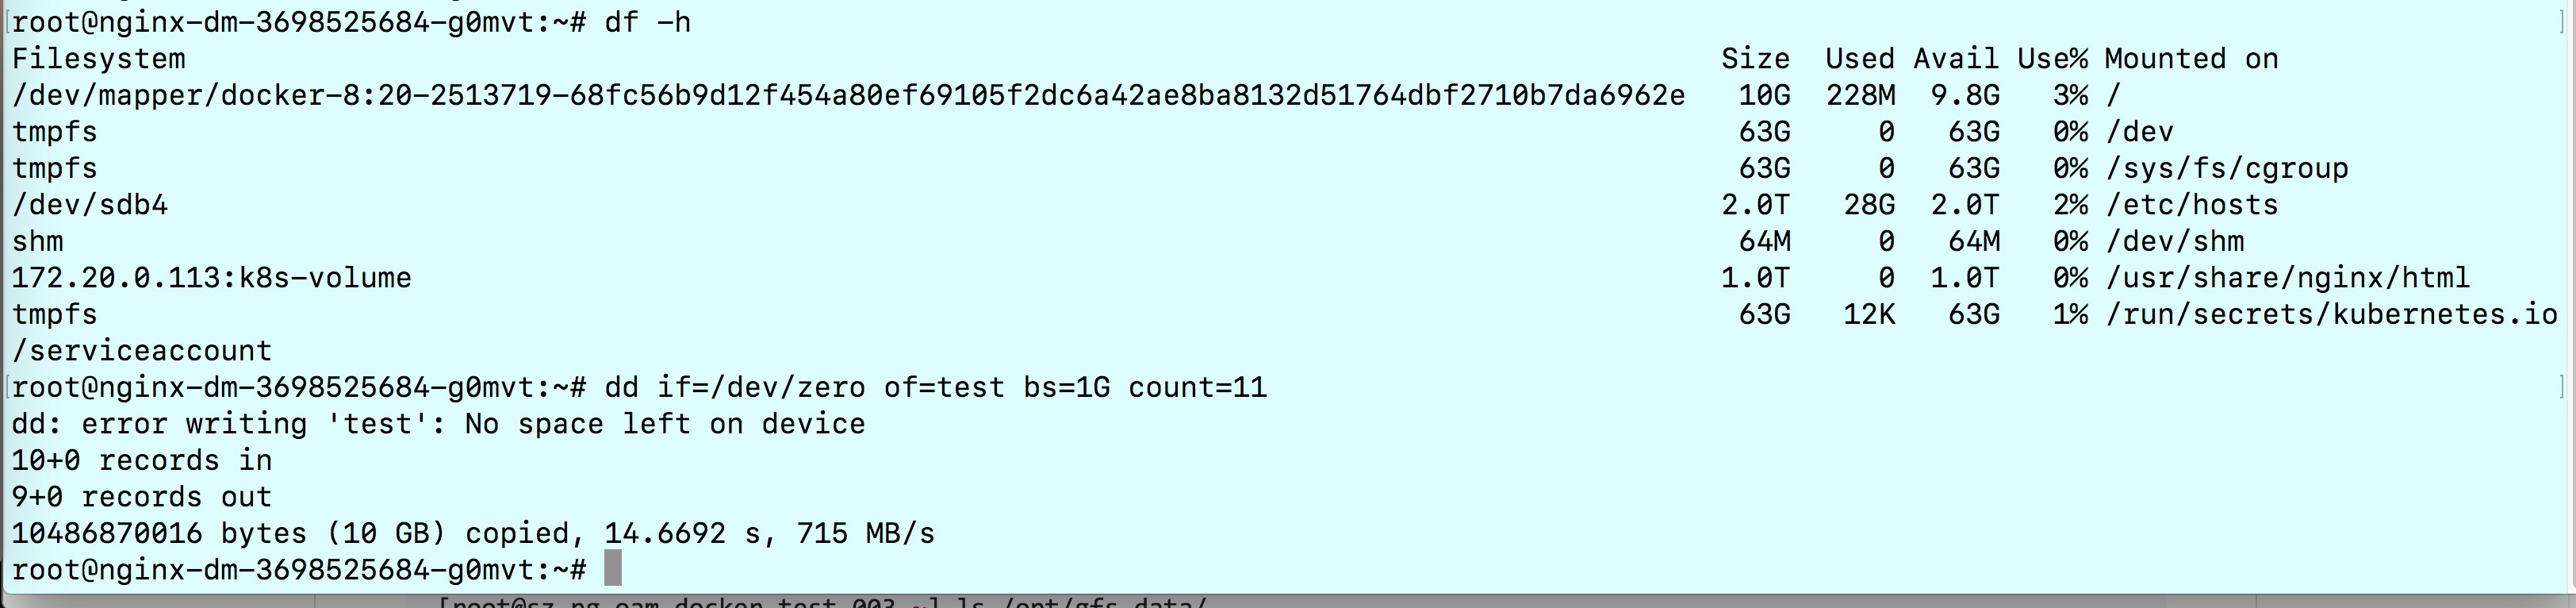 root@nginx-dm-3698525684-g0mvt:~# df -h
Filesystem Size Used Avail Use% Mounted on
/dev/mapper/docker-8:20-2513719-68fc56b9d12f454a80ef69105f2dc6a42ae8ba8132d51764dbf2710b7da6962e 10G 228M 9.8G 3% /
tmpfs 63G 0 63G 0% /dev
tmpfs 63G 0 63G 0% /sys/fs/cgroup
/dev/sdb4 2.0T 28G 2.0T 2% /etc/hosts
shm 64M 0 64M 0% /dev/shm
172.20.0.113:k8s-volume 1.0T 0 1.0T 0% /usr/share/nginx/html
tmpfs 63G 12K 63G 1% /run/secrets/kubernetes.io
/serviceaccount
root@nginx-dm-3698525684-g0mvt:~# dd if=/dev/zero of=test bs=1G count=11
dd: error writing 'test': No space left on device
10+0 records in
9+0 records out
10486870016 bytes (10 GB) copied, 14.6692 s, 715 MB/s
root@nginx-dm-3698525684-g0mvt:~#